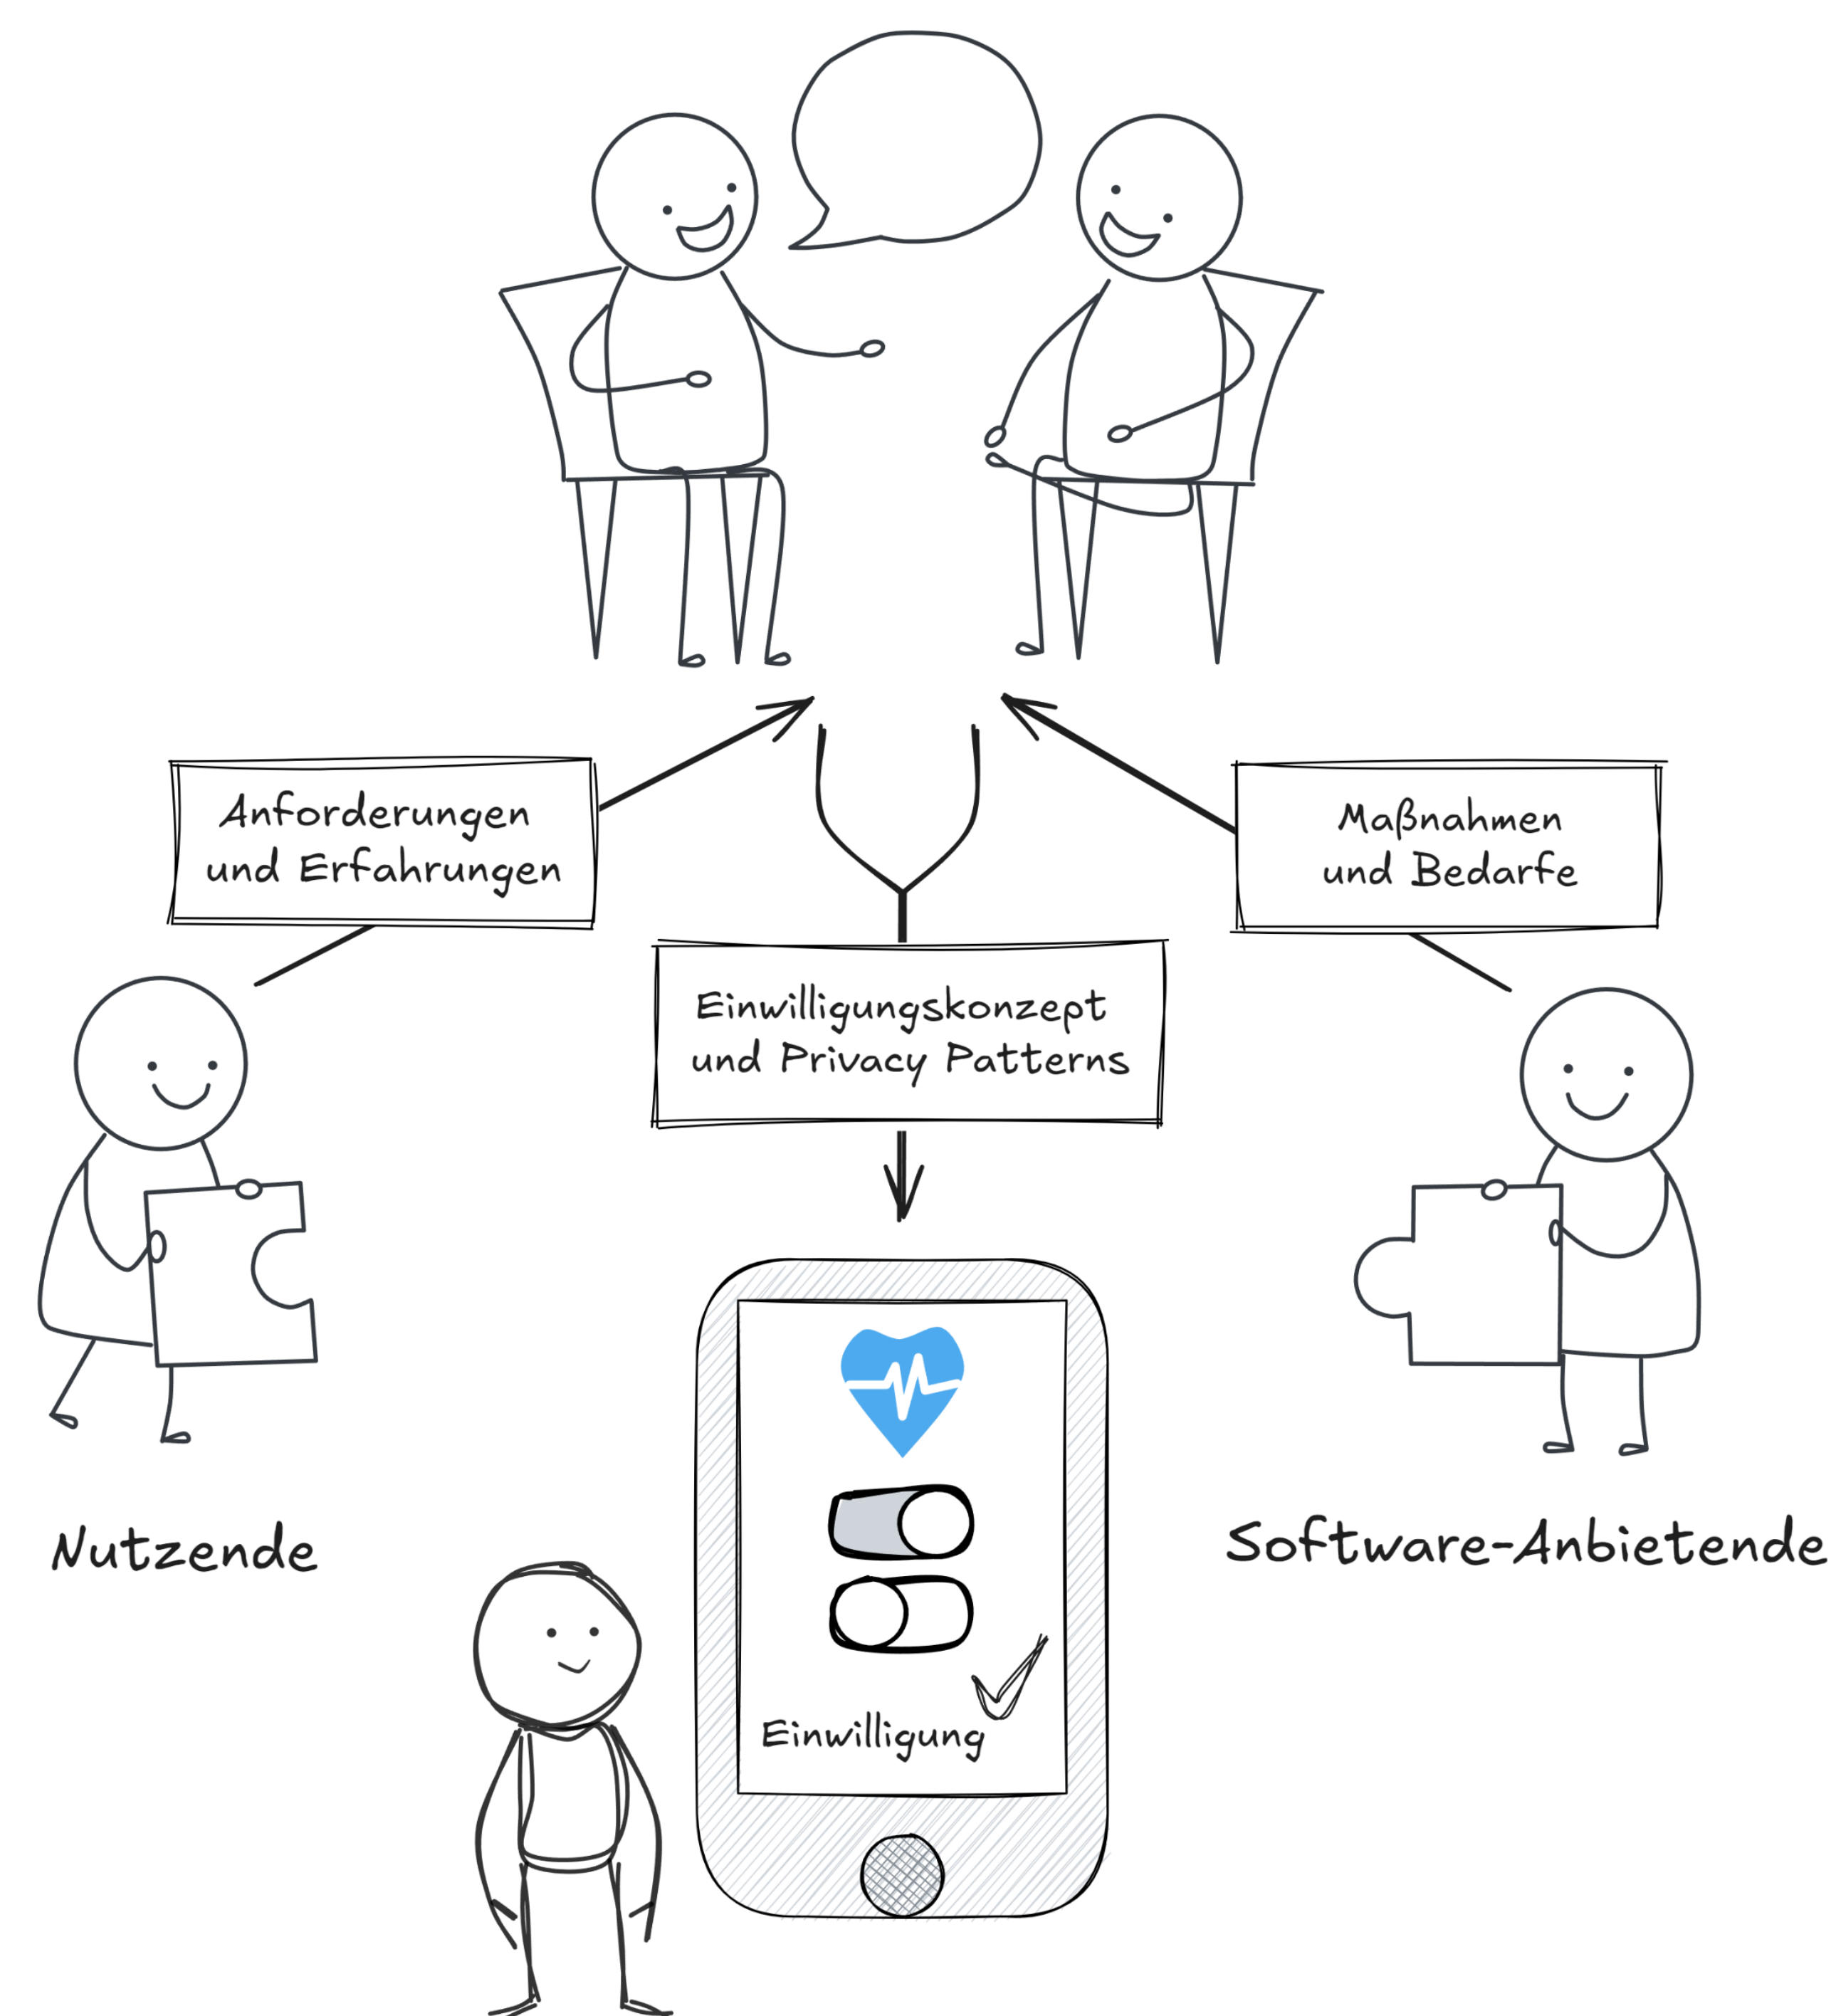 Anforderungen
und Erfahrungen
Maßnahmen
und Bedarfe
Einwilligungskonzept
und Privacy Patterns
Nutzende
Software-Anbietende
Einwilligung